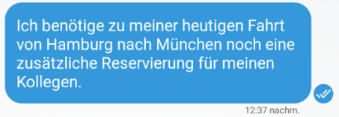 Ich benötige zu meiner heutigen Fahrt
von Hamburg nach München noch eine
zusätzliche Reservierung für meinen
Kollegen.
12:37 nachm.